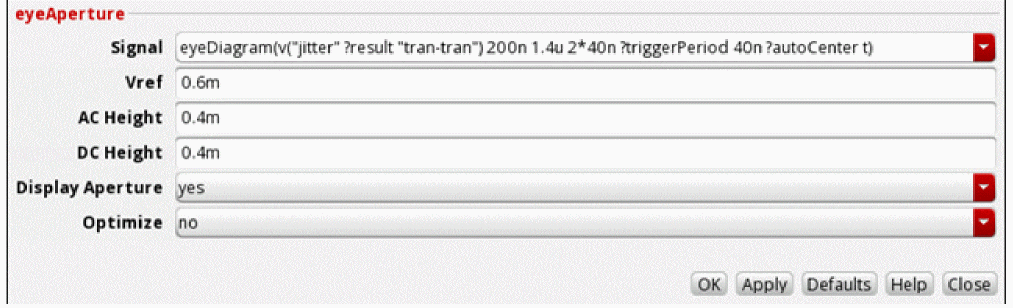 eyeAperture
Signal eyeDiagram(v("jitter" ?result "tran-tran") 200n 1.4u 2*40n ?triggerPeriod 40n ?autoCenter t)
Vref 0.6m
AC Height 0.4m
DC Height 0.4m
Display Aperture yes
Optimize no
OK Apply Defaults Help Close